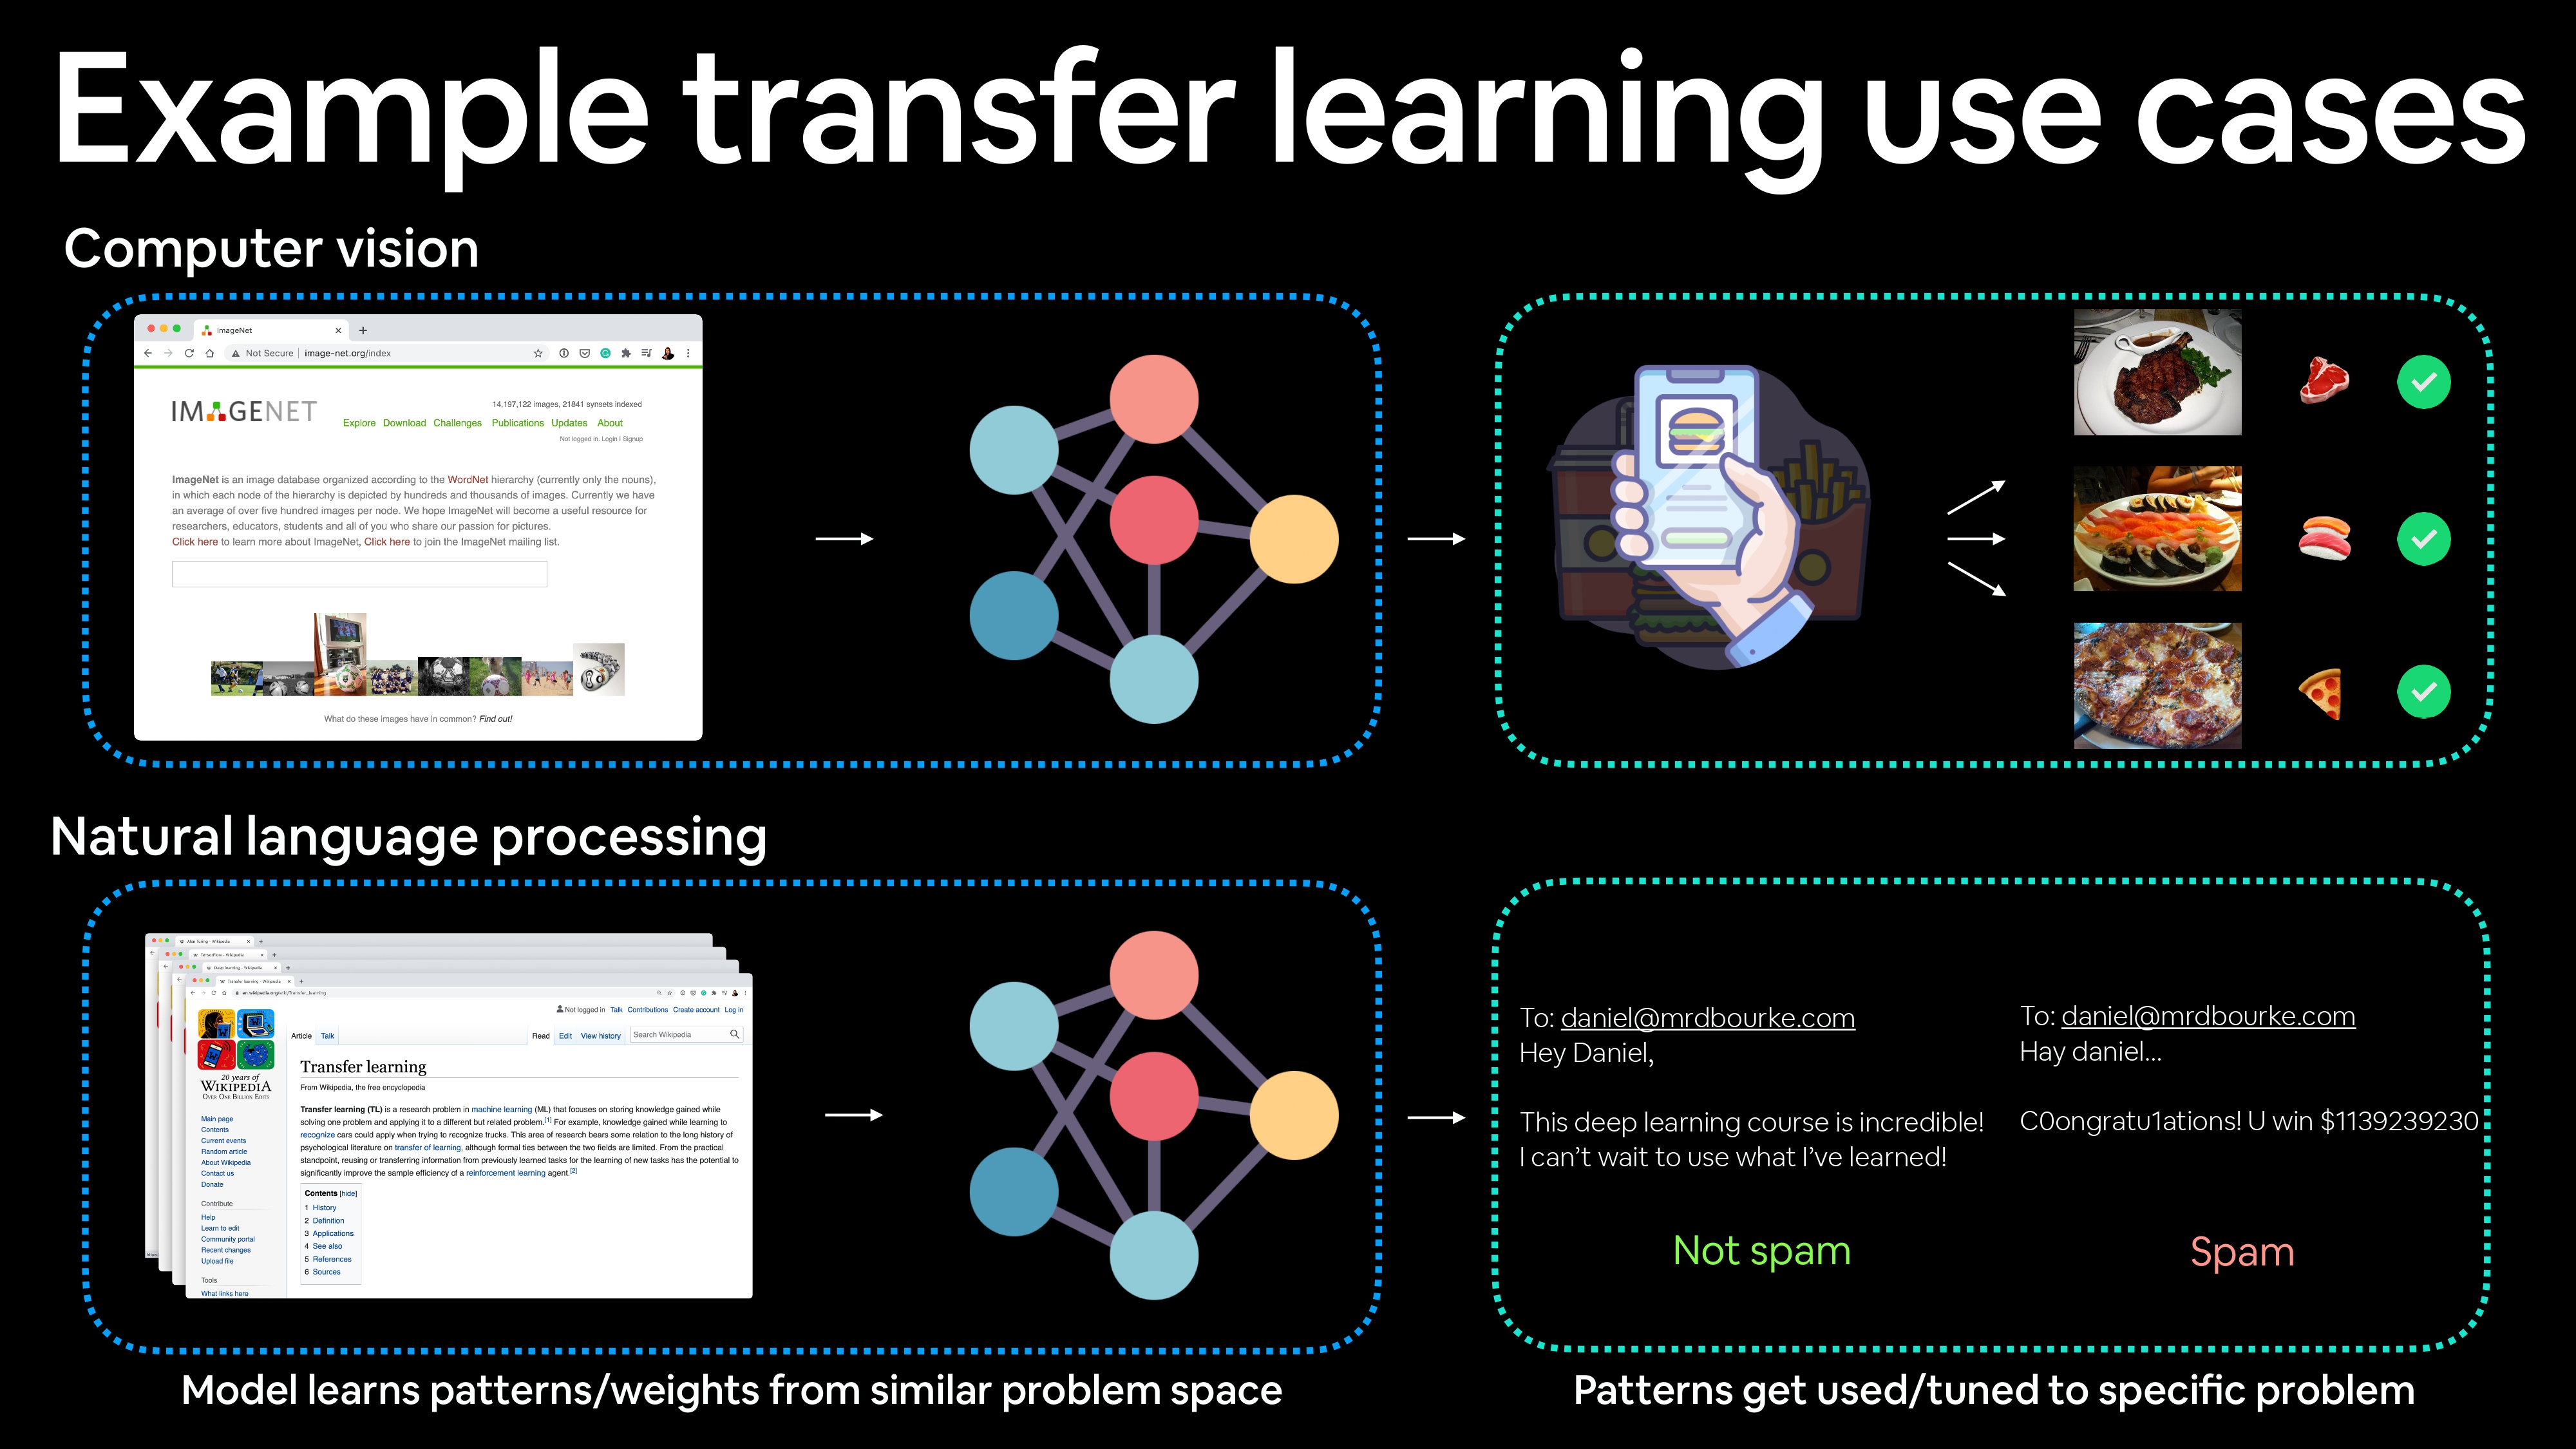 Example transfer learning use cases
Computer vision
ImageNet
Not Secure | image-net.org/index
IMAGENET
14,197,122 images, 21841 synsets indexed
Explore Download Challenges Publications Updates About
Not logged in. Login | Signup
ImageNet is an image database organized according to the WordNet hierarchy (currently only the nouns),
in which each node of the hierarchy is depicted by hundreds and thousands of images. Currently we have
an average of over five hundred images per node. We hope ImageNet will become a useful resource for
researchers, educators, students and all of you who share our passion for pictures.
Click here to learn more about ImageNet, Click here to join the ImageNet mailing list.
What do these images have in common? Find out!
Natural language processing
Alan Turing - Wikipedia
TensorFlow - Wikipedia
Deep learning - Wikipedia
Transfer learning - Wikipedia
en.wikipedia.org/wiki/Transfer_learning
Not logged in Talk Contributions Create account Log in
Article Talk
Read Edit View history
Search Wikipedia
20 years of
WIKIPEDIA
OVER ONE BILLION EDITS
Main page
Contents
Current events
Random article
About Wikipedia
Contact us
Donate
Contribute
Help
Learn to edit
Community portal
Recent changes
Upload file
Tools
What links here
Transfer learning
From Wikipedia, the free encyclopedia
Transfer learning (TL) is a research problem in machine learning (ML) that focuses on storing knowledge gained while
solving one problem and applying it to a different but related problem.[1] For example, knowledge gained while learning to
recognize cars could apply when trying to recognize trucks. This area of research bears some relation to the long history of
psychological literature on transfer of learning, although formal ties between the two fields are limited. From the practical
standpoint, reusing or transferring information from previously learned tasks for the learning of new tasks has the potential to
significantly improve the sample efficiency of a reinforcement learning agent.[2]
Contents [hide]
1 History
2 Definition
3 Applications
4 See also
5 References
6 Sources
To: daniel@mrdbourke.com
Hey Daniel,
This deep learning course is incredible!
I can't wait to use what I've learned!
Not spam
To: daniel@mrdbourke.com
Hay daniel...
C0ongratu1ations! U win $1139239230
Spam
Model learns patterns/weights from similar problem space
Patterns get used/tuned to specific problem